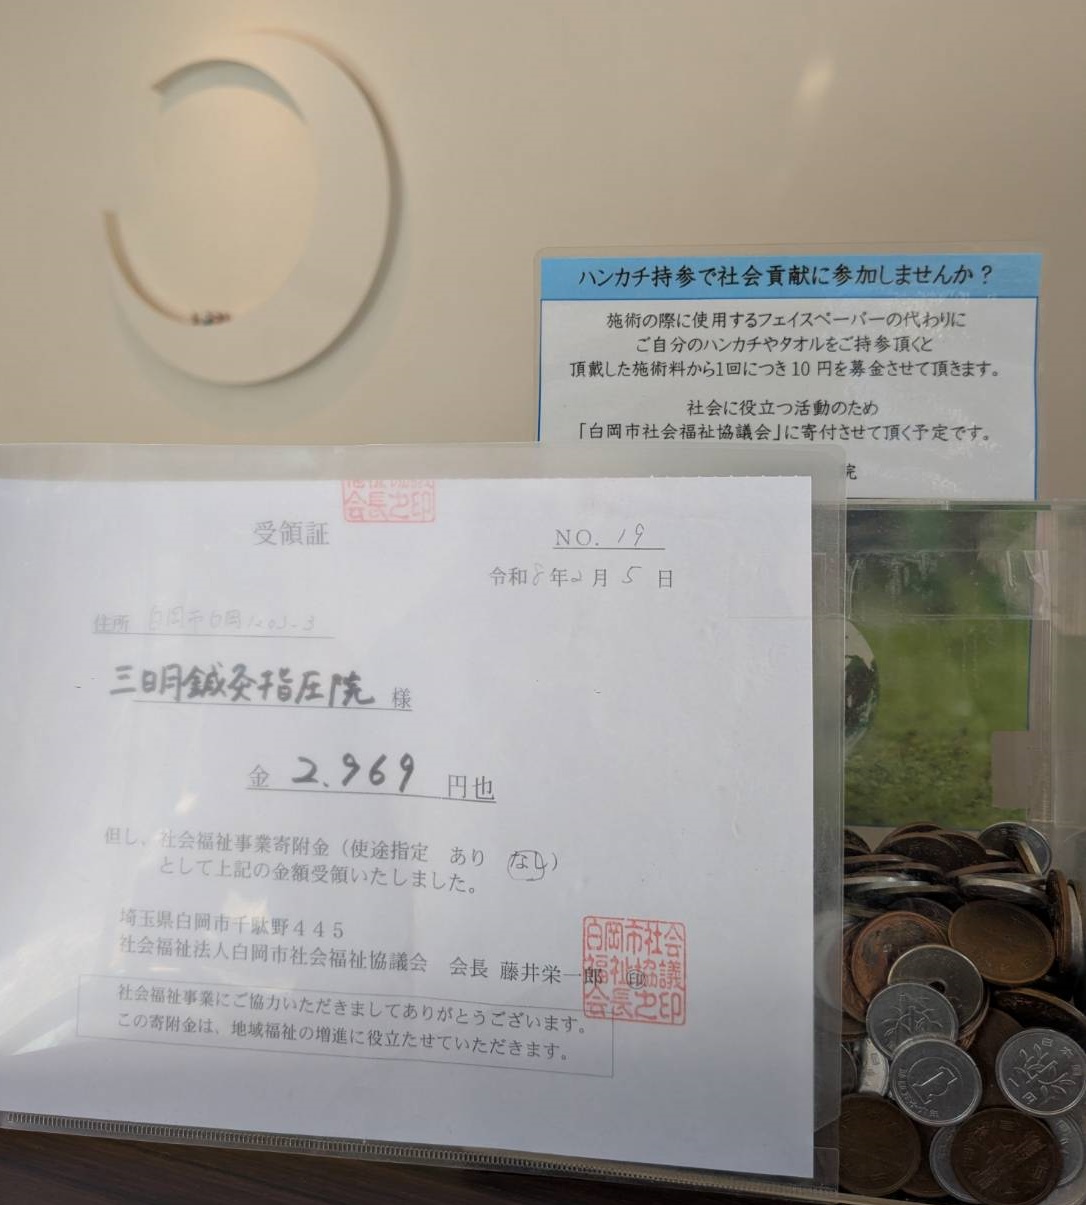 ハンカチ持参で社会貢献に参加しませんか？
施術の際に使用するフェイスペーパーの代わりに
ご自分のハンカチやタオルをご持参頂くと
頂戴した施術料から1回につき10円を募金させて頂きます。
社会に役立つ活動のため
「白岡市社会福祉協議会」に寄付させて頂く予定です。
院
会長之印
受領証
NO. 19
令和8年2月5日
住所 白岡市白岡
三日月鍼灸指圧院 様
金 2,969 円也
但し、社会福祉事業寄附金（使途指定 あり なし）
として上記の金額受領いたしました。
埼玉県白岡市千駄野４４５
社会福祉法人白岡市社会福祉協議会 会長 藤井栄一郎 ㊞
白岡市社会
福祉協議
会長之印
社会福祉事業にご協力いただきましてありがとうございます。
この寄附金は、地域福祉の増進に役立たせていただきます。